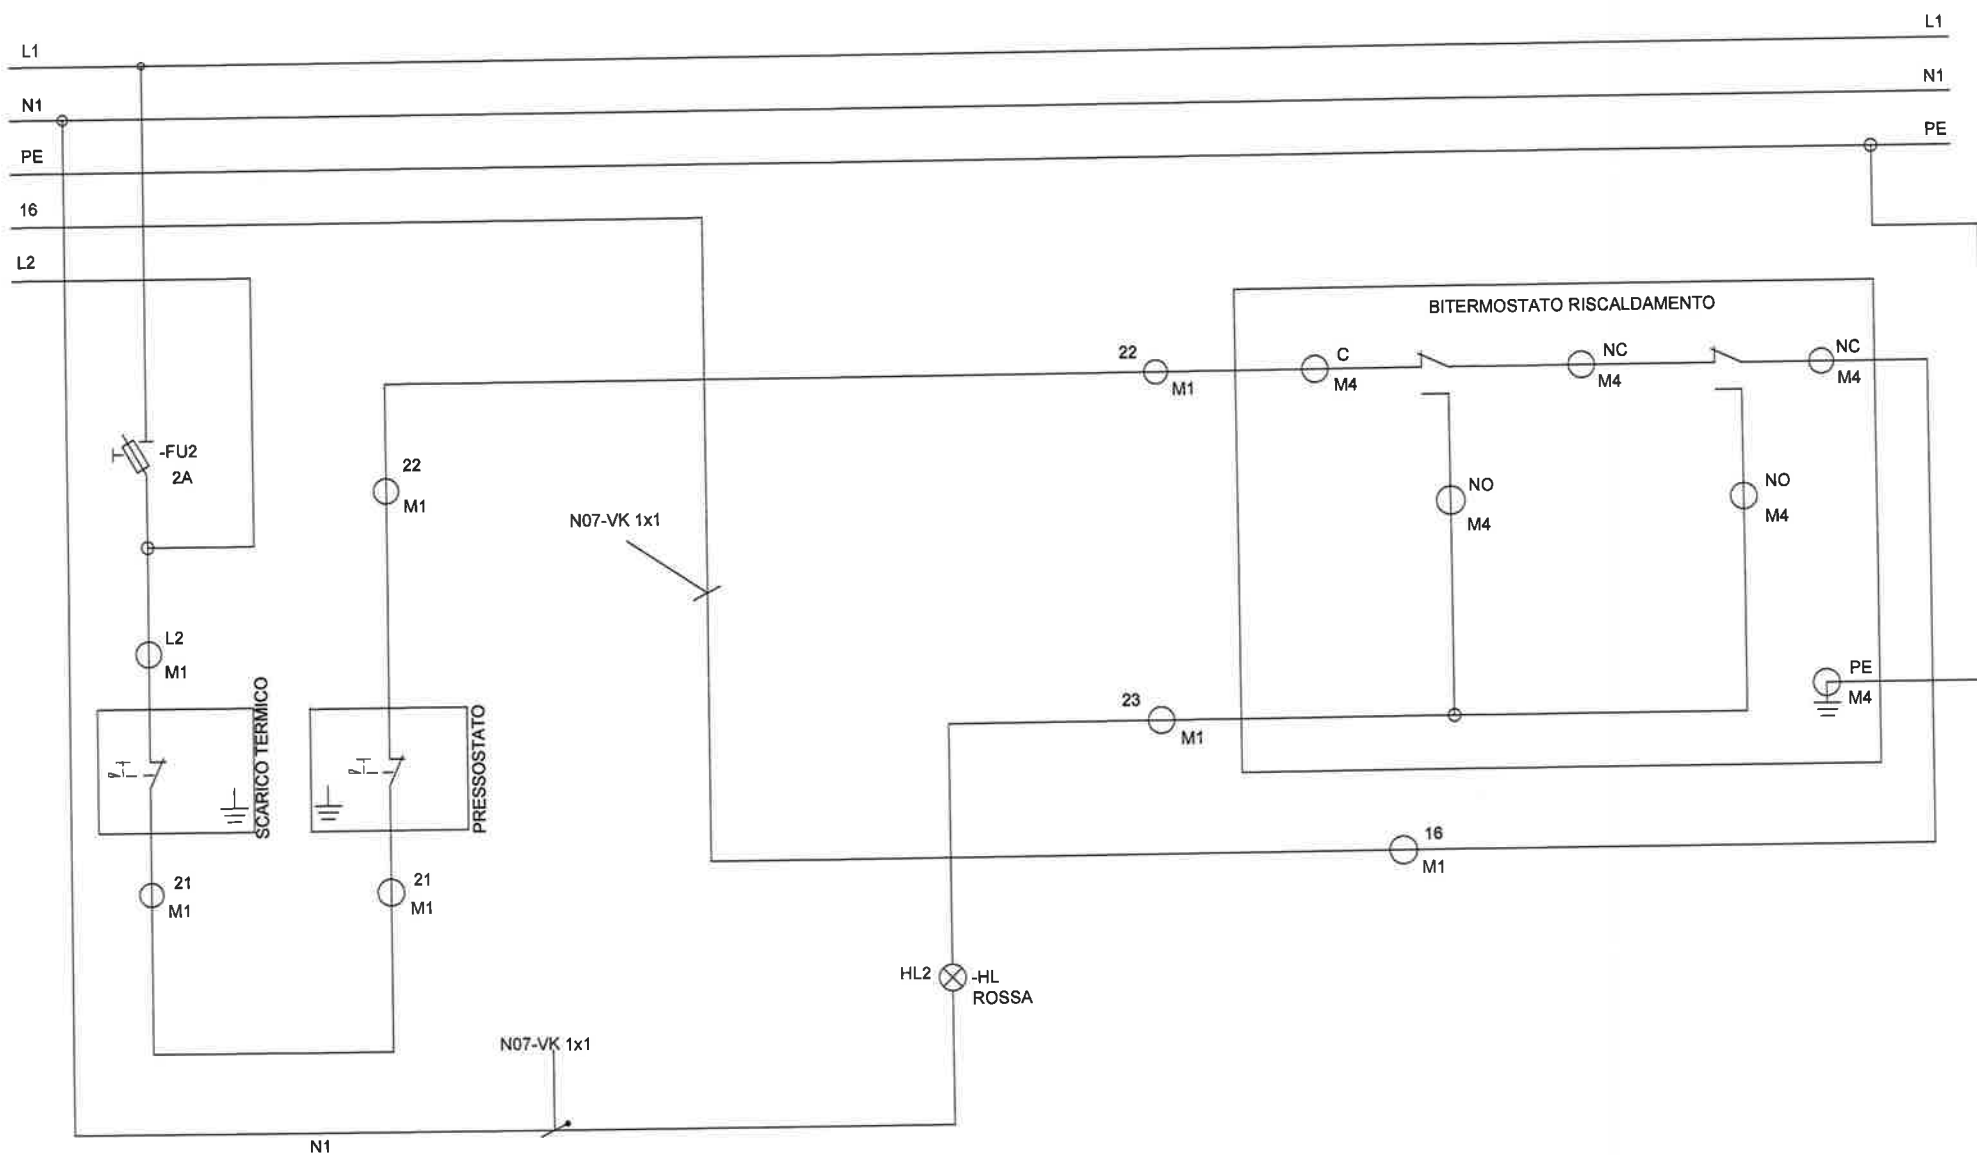 L1
L1
N1
N1
PE
PE
16
L2
BITERMOSTATO RISCALDAMENTO
22
M1
C
M4
NC
M4
NC
M4
-FU2
2A
22
M1
NO
M4
NO
M4
N07-VK 1x1
L2
M1
SCARICO TERMICO
PRESSOSTATO
23
M1
PE
M4
16
M1
21
M1
21
M1
HL2
-HL
ROSSA
N07-VK 1x1
N1